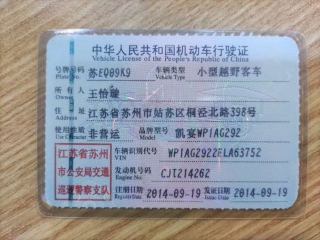 中华人民共和国机动车行驶证
Vehicle License of the People's Republic of China
号牌号码 苏EQ09K9 车辆类型 小型越野客车
Plate No. Vehicle Type
所有人 王怡璇
Owner
住址 江苏省苏州市姑苏区桐泾北路398号
Address
使用性质 非营运 品牌型号 凯宴WP1AG292
Use Character Model
江苏省苏州
市公安局交通
巡逻警察支队
车辆识别代号 WP1AG2922ELA63752
VIN
发动机号码 CJT214262
Engine No.
注册日期 2014-09-19 发证日期 2014-09-19
Register Date Issue Date